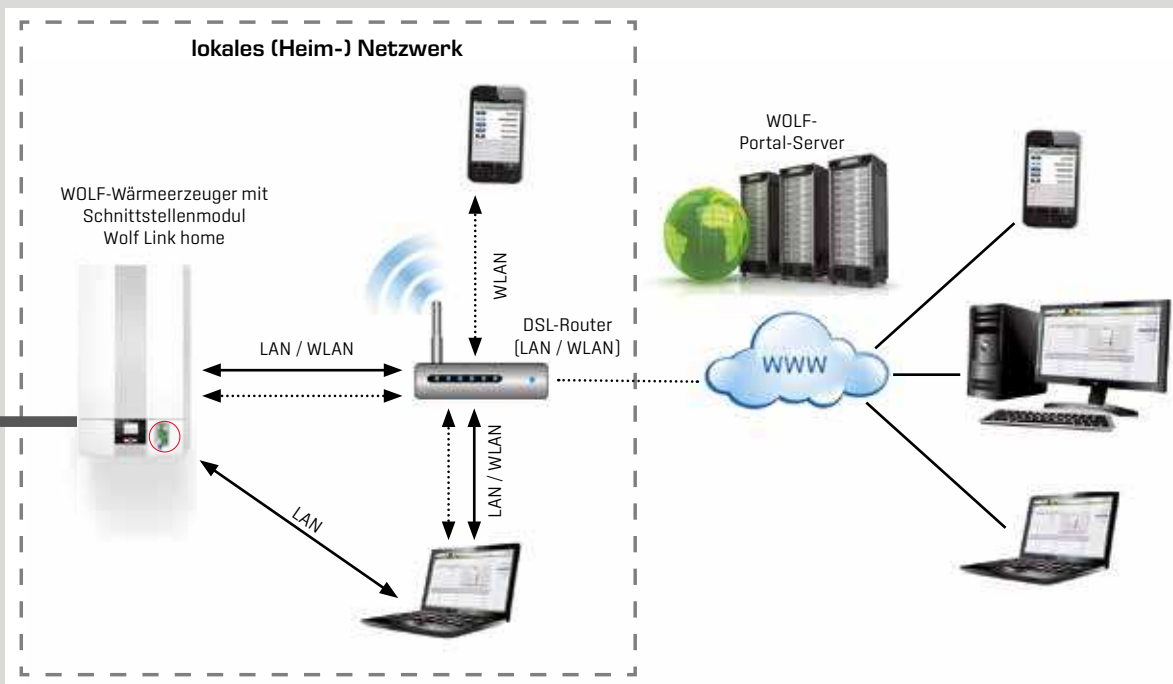 lokales (Heim-) Netzwerk
WOLF-Wärmeerzeuger mit
Schnittstellenmodul
Wolf Link home
WLAN
LAN / WLAN
DSL-Router
(LAN / WLAN)
LAN / WLAN
LAN
WOLF-
Portal-Server
WWW